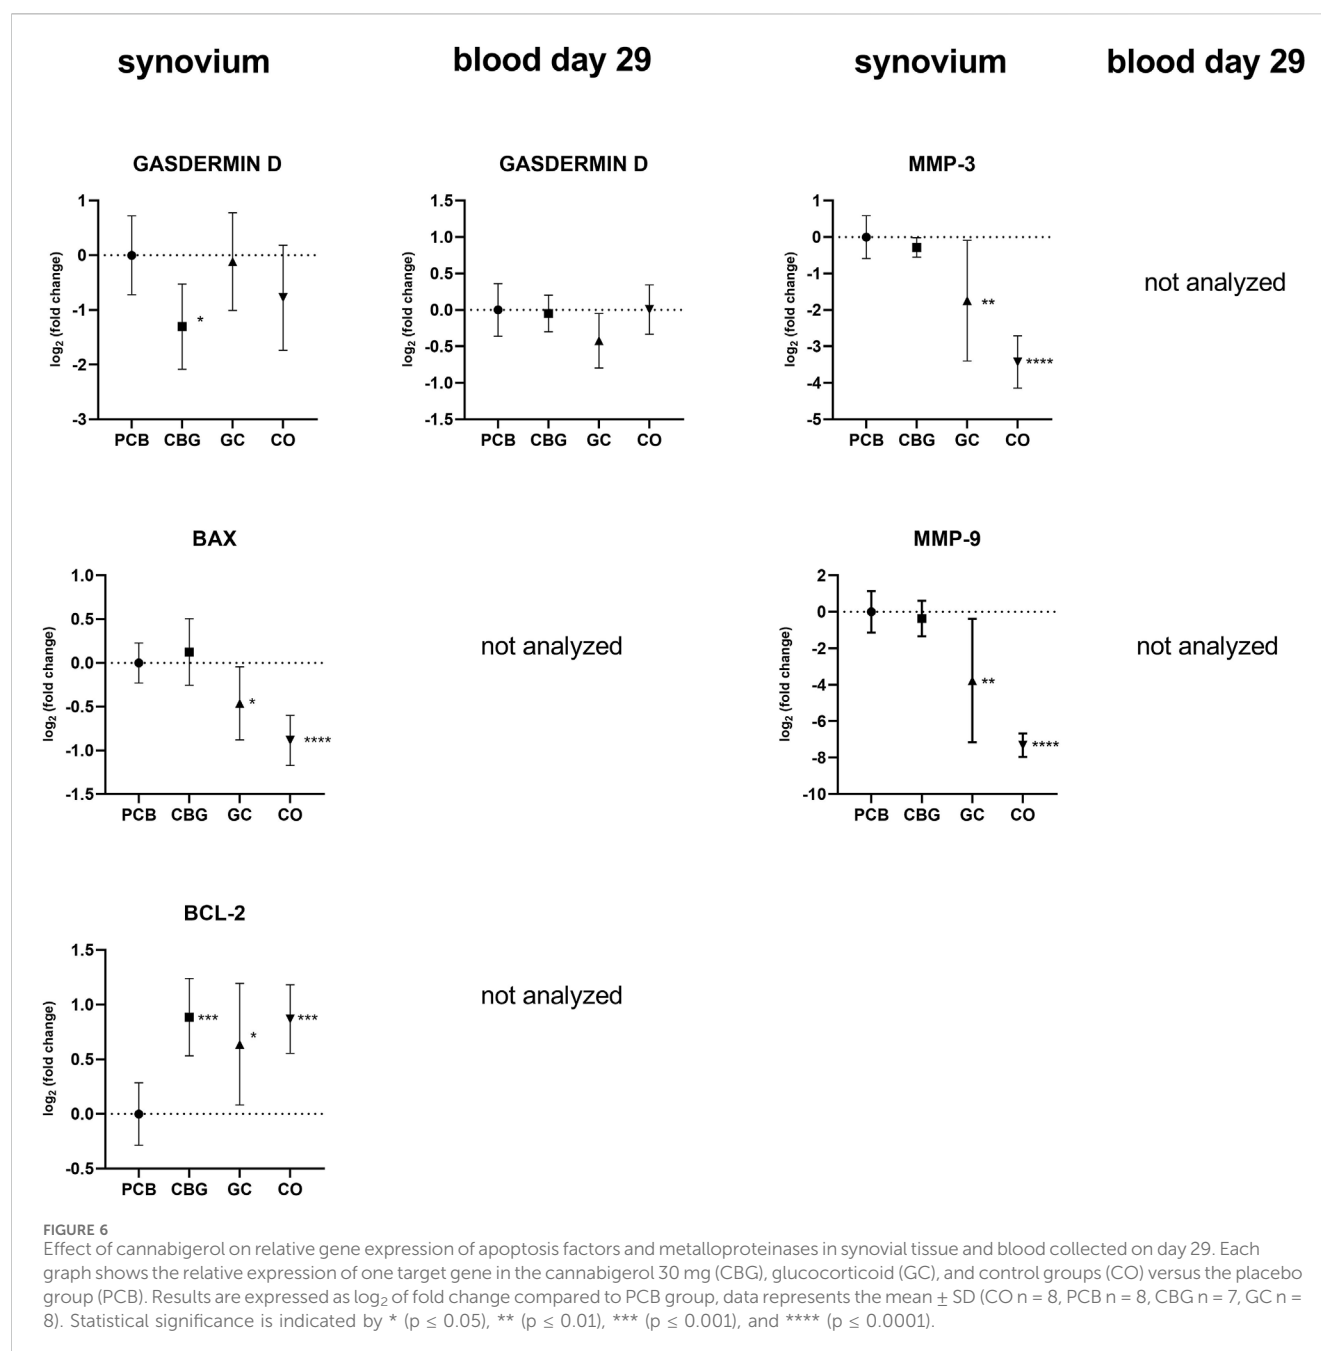 synovium
blood day 29
synovium
blood day 29
GASDERMIN D
log₂ (fold change)
1
0
-1
-2
-3
PCB CBG GC CO
*
GASDERMIN D
log₂ (fold change)
1.5
1.0
0.5
0.0
-0.5
-1.0
-1.5
PCB CBG GC CO
MMP-3
log₂ (fold change)
1
0
-1
-2
-3
-4
-5
PCB CBG GC CO
**
****
not analyzed
BAX
log₂ (fold change)
1.0
0.5
0.0
-0.5
-1.0
-1.5
PCB CBG GC CO
*
****
not analyzed
MMP-9
log₂ (fold change)
2
0
-2
-4
-6
-8
-10
PCB CBG GC CO
**
****
not analyzed
BCL-2
log₂ (fold change)
1.5
1.0
0.5
0.0
-0.5
PCB CBG GC CO
***
*
***
not analyzed
FIGURE 6
Effect of cannabigerol on relative gene expression of apoptosis factors and metalloproteinases in synovial tissue and blood collected on day 29. Each
graph shows the relative expression of one target gene in the cannabigerol 30 mg (CBG), glucocorticoid (GC), and control groups (CO) versus the placebo
group (PCB). Results are expressed as log₂ of fold change compared to PCB group, data represents the mean ± SD (CO n = 8, PCB n = 8, CBG n = 7, GC n =
8). Statistical significance is indicated by * (p ≤ 0.05), ** (p ≤ 0.01), *** (p ≤ 0.001), and **** (p ≤ 0.0001).